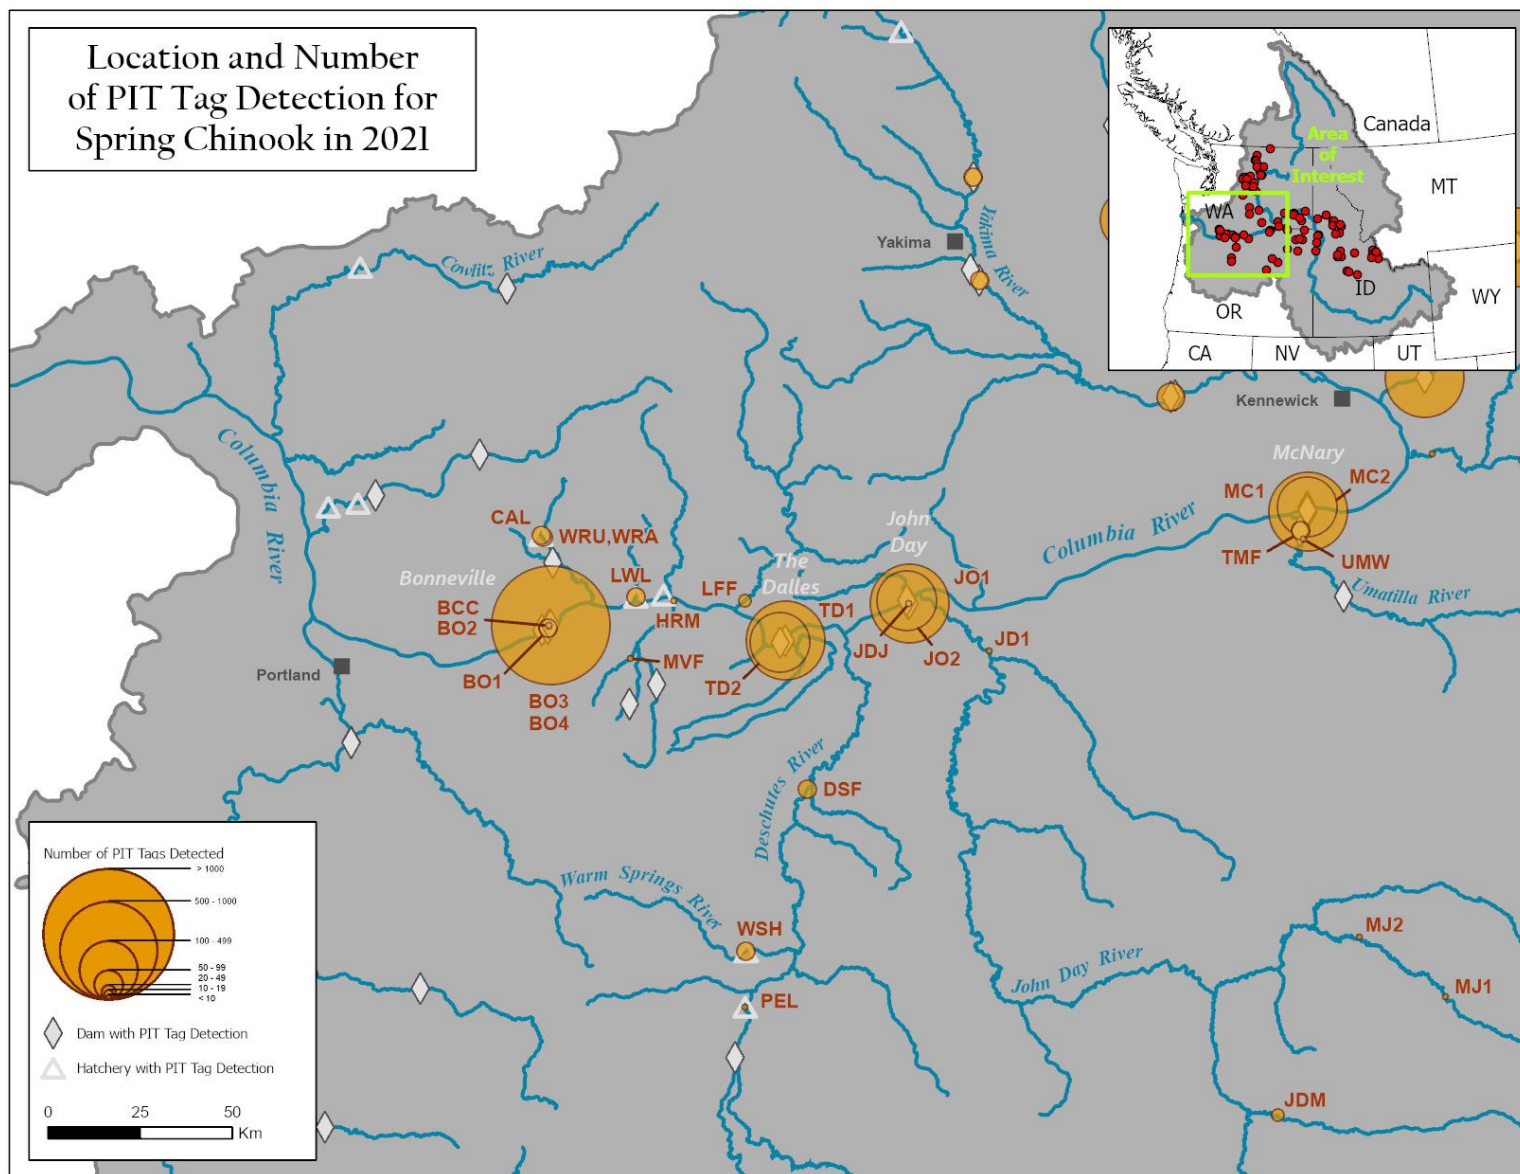 Location and Number
of PIT Tag Detection for
Spring Chinook in 2021
Canada
Area
of
Interest
MT
WA
ID
WY
OR
CA
NV
UT
Yakima
Yakima River
Cowlitz River
Kennewick
Columbia River
McNary
MC1
MC2
TMF
UMW
Umatilla River
Columbia River
CAL
WRU,WRA
John
Day
Bonneville
LWL
LFF
The
Dalles
JO1
BCC
BO2
HRM
TD1
JDJ
JO2
JD1
BO1
MVF
TD2
Portland
BO3
BO4
Deschutes River
DSF
Warm Springs River
WSH
PEL
John Day River
MJ2
MJ1
JDM
Number of PIT Tags Detected
> 1000
500 - 1000
100 - 499
50 - 99
20 - 49
10 - 19
< 10
Dam with PIT Tag Detection
Hatchery with PIT Tag Detection
0 25 50
Km